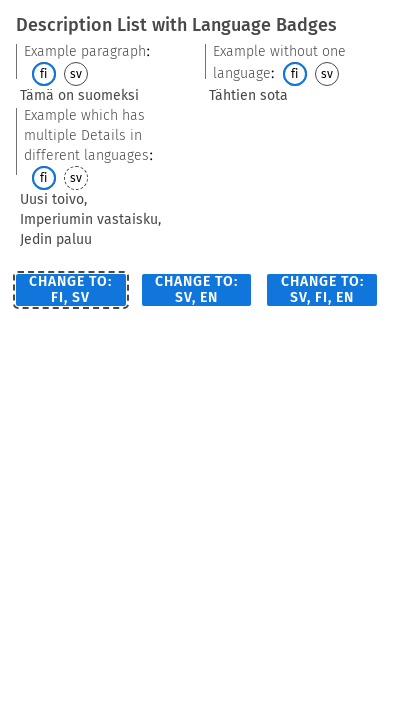 Description List with Language Badges
Example paragraph:
fi sv
Tämä on suomeksi
Example without one
language: fi sv
Tähtien sota
Example which has
multiple Details in
different languages:
fi sv
Uusi toivo,
Imperiumin vastaisku,
Jedin paluu
CHANGE TO:
FI, SV
CHANGE TO:
SV, EN
CHANGE TO:
SV, FI, EN